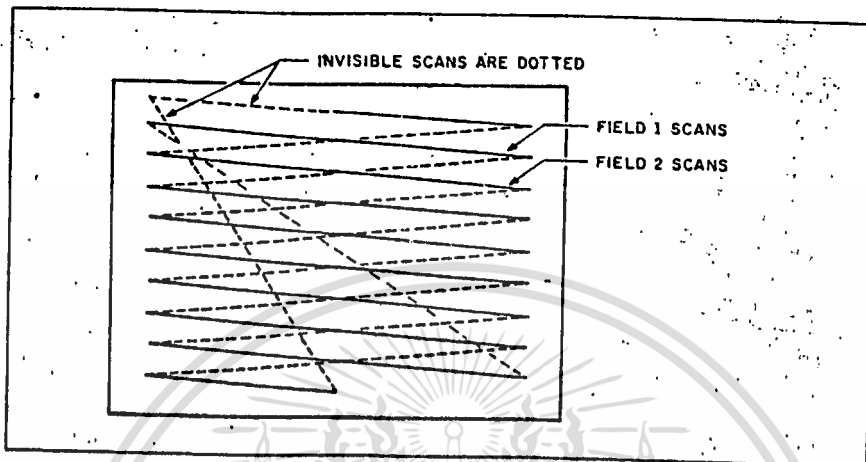 INVISIBLE SCANS ARE DOTTED
FIELD 1 SCANS
FIELD 2 SCANS